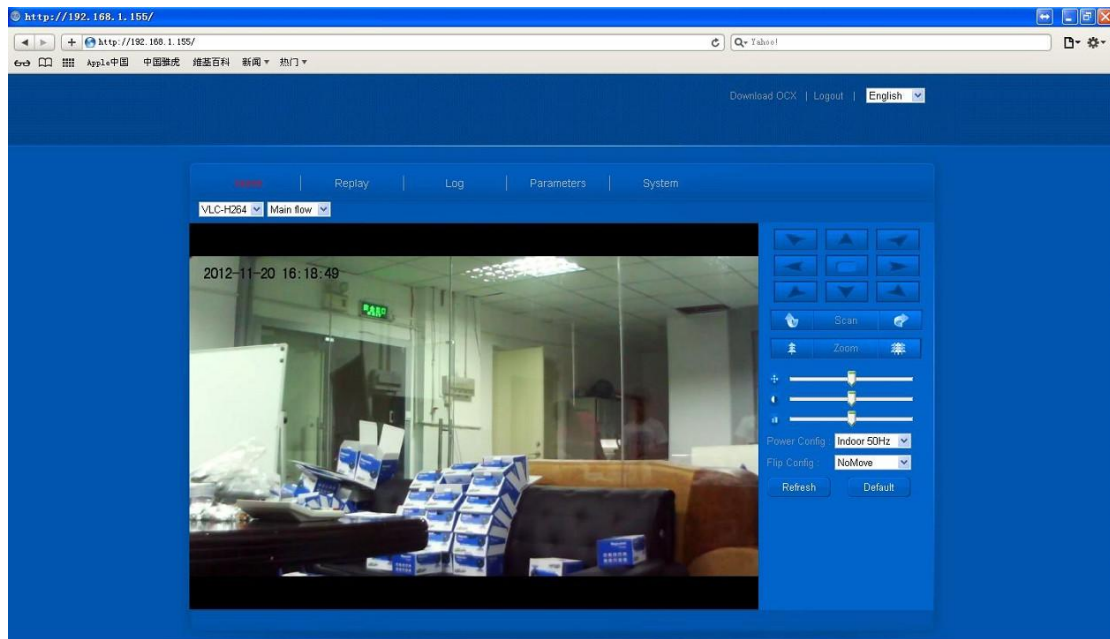 http://192.168.1.155/
http://192.168.1.155/
Yahoo!
Apple中国 中国雅虎 维基百科 新闻 热门
Download OCX | Logout | English
Replay Log Parameters System
VLC-H264 Main flow
2012-11-20 16:18:49
Scan
Zoom
Power Config : Indoor 50Hz
Flip Config : NoMove
Refresh Default